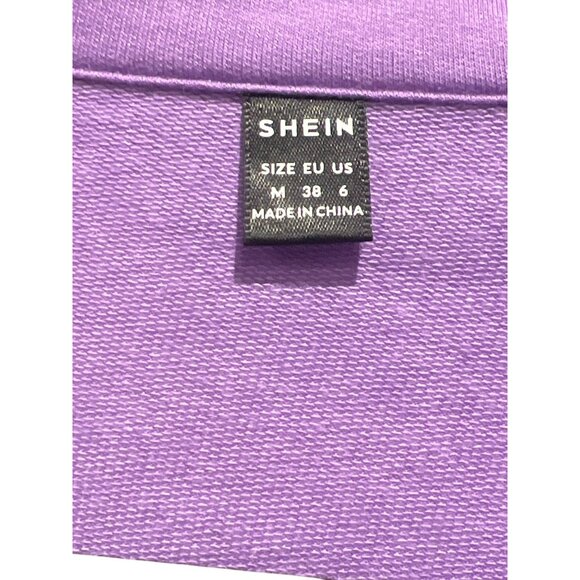 SHEIN
SIZE EU US
M 38 6
MADE IN CHINA